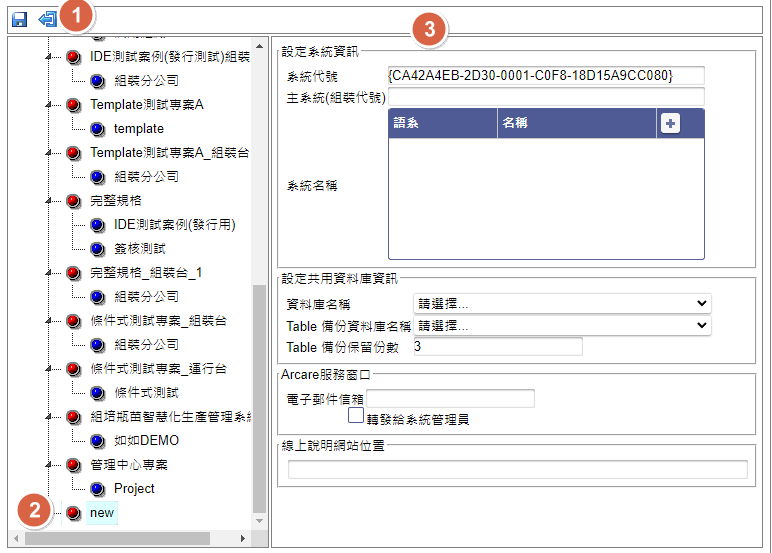 1
3
IDE測試案例(發行測試)組裝
組裝分公司
Template測試專案A
template
Template測試專案A_組裝台
組裝分公司
完整規格
IDE測試案例(發行用)
簽核測試
完整規格_組裝台_1
組裝分公司
條件式測試專案_組裝台
組裝分公司
條件式測試專案_運行台
條件式測試
組培瓶苗智慧化生產管理系統
如如DEMO
管理中心專案
Project
2
new
設定系統資訊
系統代號
{CA42A4EB-2D30-0001-C0F8-18D15A9CC080}
主系統(組裝代號)
語系 名稱
系統名稱
設定共用資料庫資訊
資料庫名稱 請選擇...
Table 備份資料庫名稱 請選擇...
Table 備份保留份數 3
Arcare服務窗口
電子郵件信箱
轉發給系統管理員
線上說明網站位置